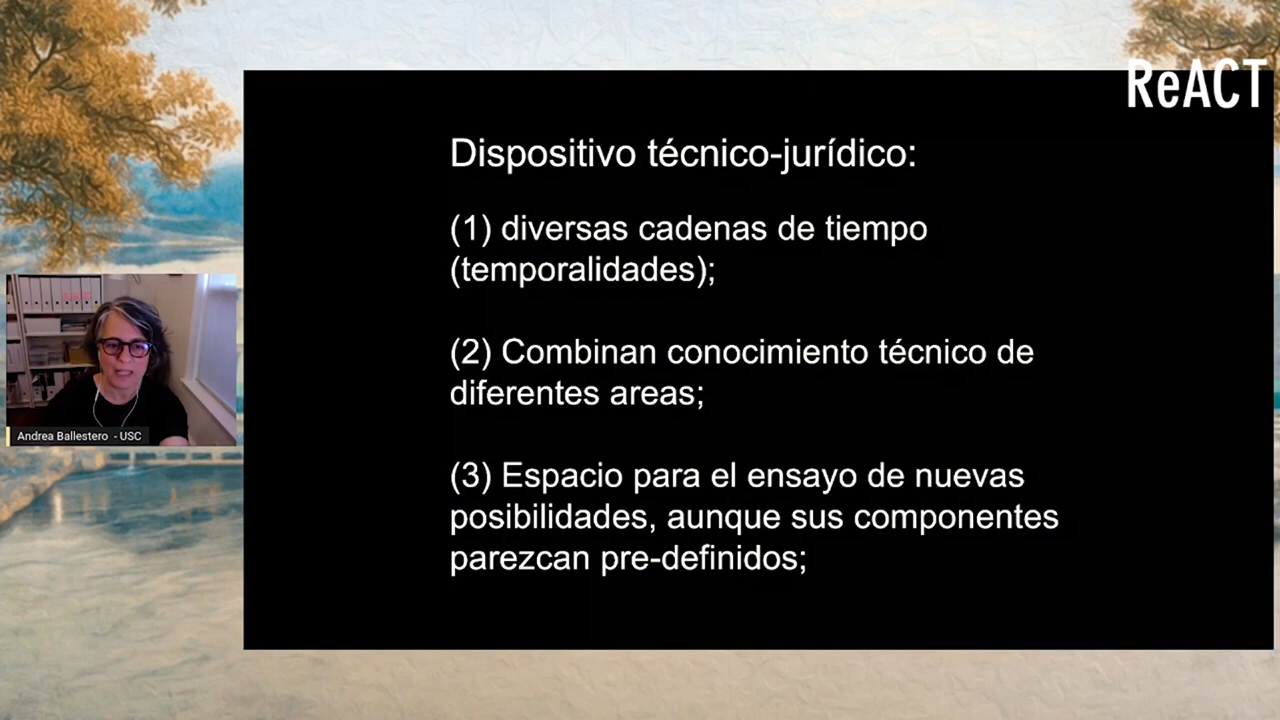 ReACT
Dispositivo técnico-jurídico:
(1) diversas cadenas de tiempo
(temporalidades);
(2) Combinan conocimiento técnico de
diferentes areas;
(3) Espacio para el ensayo de nuevas
posibilidades, aunque sus componentes
parezcan pre-definidos;
Andrea Ballestero - USC